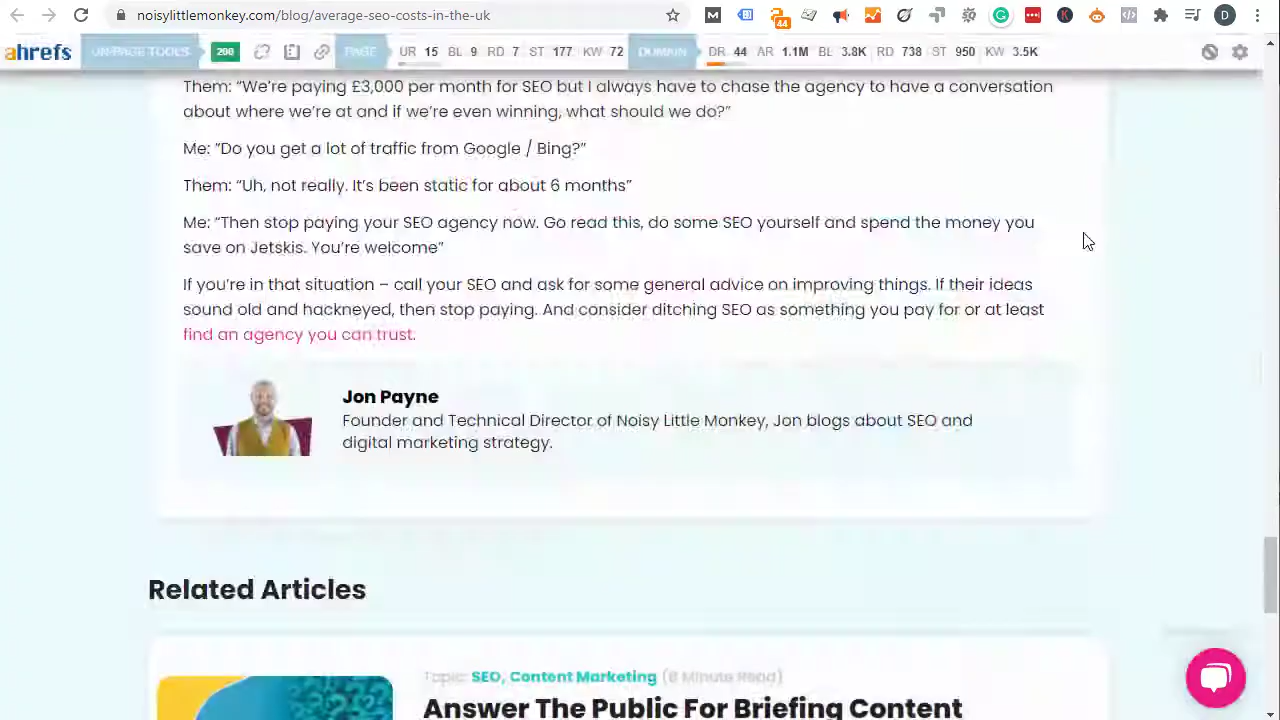 noisylittlemonkey.com/blog/average-seo-costs-in-the-uk
44
D
ahrefs ON-PAGE TOOLS 200 PAGE UR 15 BL 9 RD 7 ST 177 KW 72 DOMAIN DR 44 AR 1.1M BL 3.8K RD 738 ST 950 KW 3.5K
Them: “We’re paying £3,000 per month for SEO but I always have to chase the agency to have a conversation
about where we’re at and if we’re even winning, what should we do?”
Me: “Do you get a lot of traffic from Google / Bing?”
Them: “Uh, not really. It’s been static for about 6 months”
Me: “Then stop paying your SEO agency now. Go read this, do some SEO yourself and spend the money you
save on Jetskis. You’re welcome”
If you’re in that situation – call your SEO and ask for some general advice on improving things. If their ideas
sound old and hackneyed, then stop paying. And consider ditching SEO as something you pay for or at least
find an agency you can trust.
Jon Payne
Founder and Technical Director of Noisy Little Monkey, Jon blogs about SEO and
digital marketing strategy.
Related Articles
Topic: SEO, Content Marketing (6 Minute Read)
Answer The Public For Briefing Content